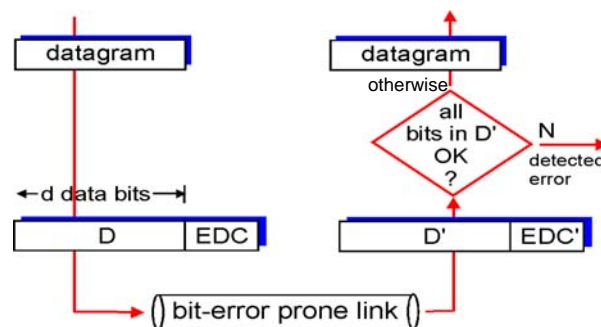 datagram
d data bits
D EDC
bit-error prone link
datagram
otherwise
all
bits in D'
OK
?
N
detected
error
D' EDC'